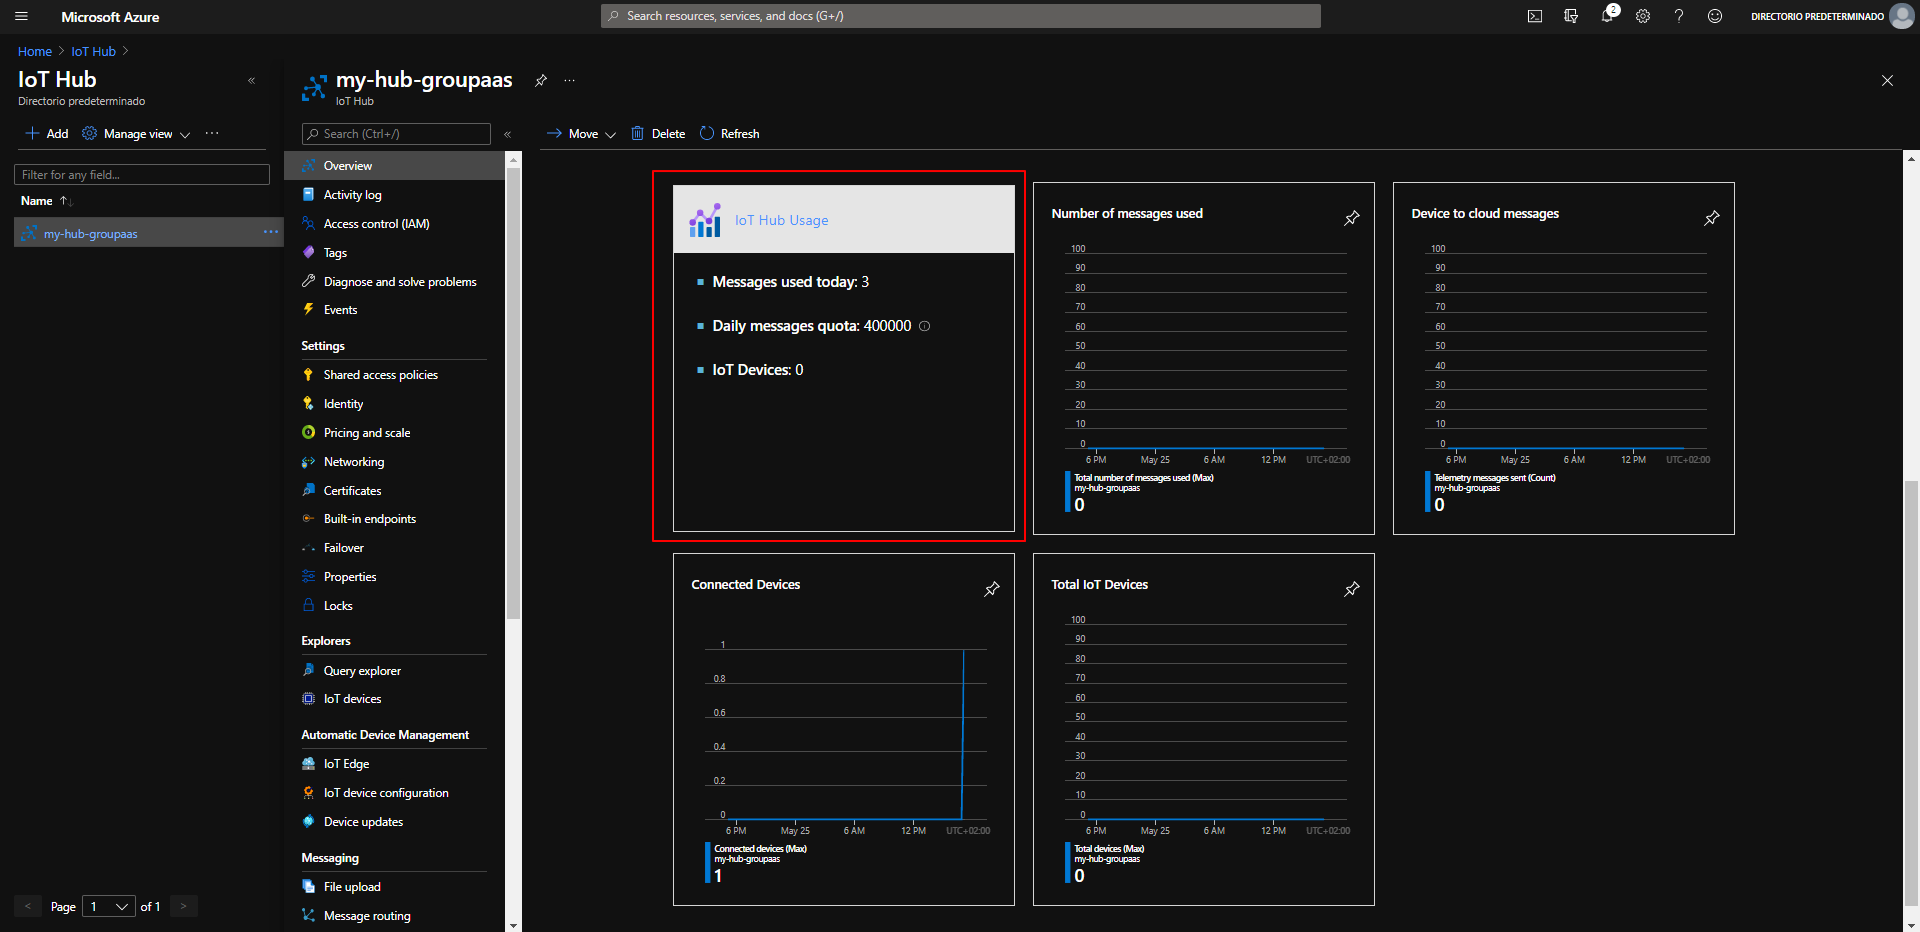 Microsoft Azure
Search resources, services, and docs (G+/)
2
DIRECTORIO PREDETERMINADO
Home > IoT Hub >
IoT Hub
Directorio predeterminado
«
Add
Manage view
...
Filter for any field...
Name
my-hub-groupaas
...
< Page 1 of 1 >
my-hub-groupaas
...
IoT Hub
Search (Ctrl+/)
«
Overview
Activity log
Access control (IAM)
Tags
Diagnose and solve problems
Events
Settings
Shared access policies
Identity
Pricing and scale
Networking
Certificates
Built-in endpoints
Failover
Properties
Locks
Explorers
Query explorer
IoT devices
Automatic Device Management
IoT Edge
IoT device configuration
Device updates
Messaging
File upload
Message routing
Move
Delete
Refresh
IoT Hub Usage
Messages used today: 3
Daily messages quota: 400000
IoT Devices: 0
Number of messages used
100
90
80
70
60
50
40
30
20
10
0
6 PM May 25 6 AM 12 PM UTC+02:00
Total number of messages used (Max)
my-hub-groupaas
0
Device to cloud messages
100
90
80
70
60
50
40
30
20
10
0
6 PM May 25 6 AM 12 PM UTC+02:00
Telemetry messages sent (Count)
my-hub-groupaas
0
Connected Devices
1
0.8
0.6
0.4
0.2
0
6 PM May 25 6 AM 12 PM UTC+02:00
Connected devices (Max)
my-hub-groupaas
1
Total IoT Devices
100
90
80
70
60
50
40
30
20
10
0
6 PM May 25 6 AM 12 PM UTC+02:00
Total devices (Max)
my-hub-groupaas
0